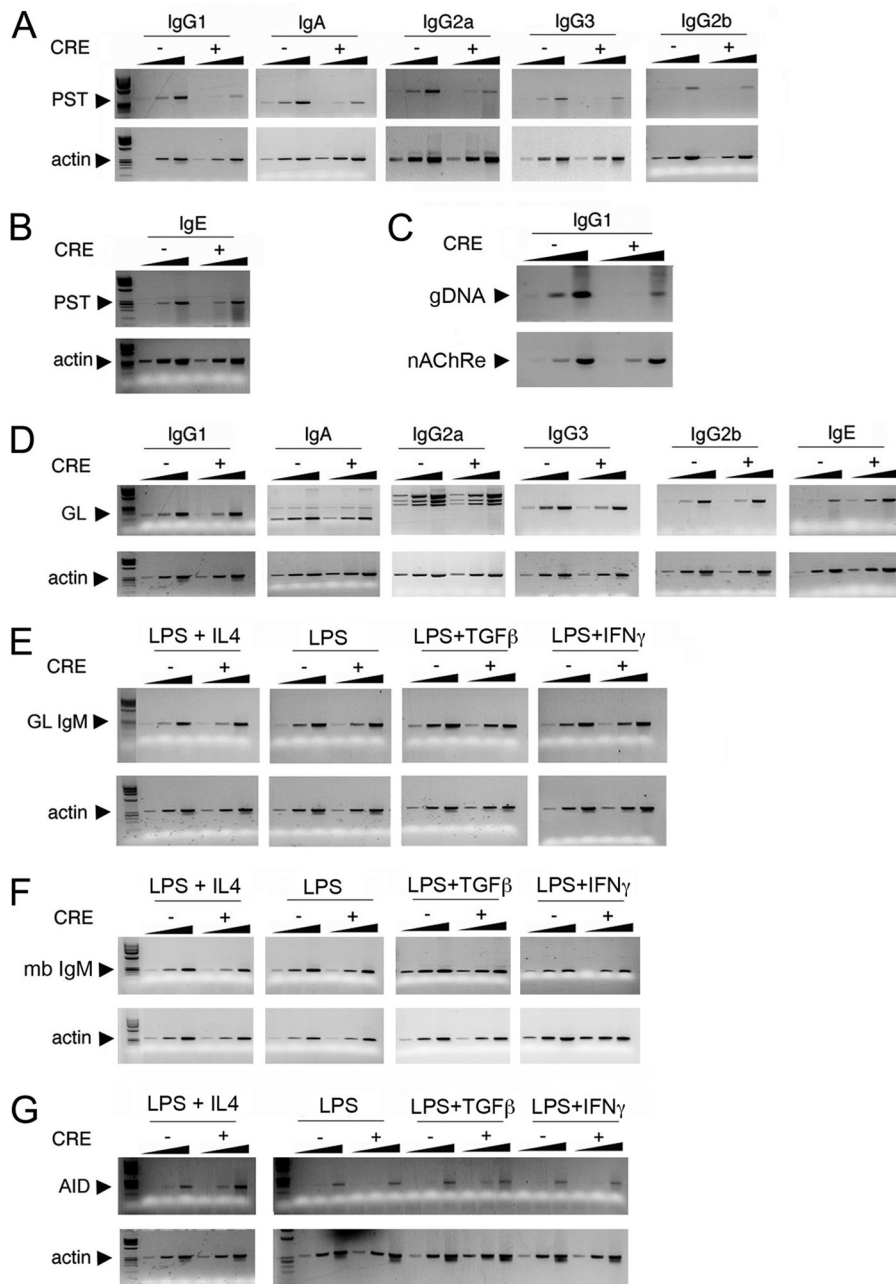 A IgG1 IgA IgG2a IgG3 IgG2b
CRE - + - + - + - + - +
PST
actin
B IgE
CRE - +
PST
actin
C IgG1
CRE - +
gDNA
nAChRe
D IgG1 IgA IgG2a IgG3 IgG2b IgE
CRE - + - + - + - + - + - +
GL
actin
E LPS + IL4 LPS LPS+TGFβ LPS+IFNγ
CRE - + - + - + - +
GL IgM
actin
F LPS + IL4 LPS LPS+TGFβ LPS+IFNγ
CRE - + - + - + - +
mb IgM
actin
G LPS + IL4 LPS LPS+TGFβ LPS+IFNγ
CRE - + - + - + - +
AID
actin